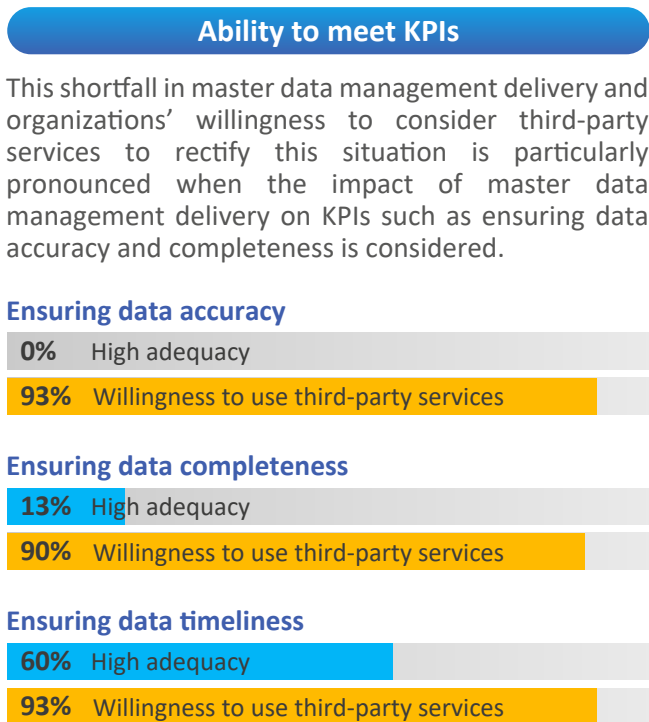 Ability to meet KPIs
This shortfall in master data management delivery and
organizations’ willingness to consider third-party
services to rectify this situation is particularly
pronounced when the impact of master data
management delivery on KPIs such as ensuring data
accuracy and completeness is considered.
Ensuring data accuracy
0% High adequacy
93% Willingness to use third-party services
Ensuring data completeness
13% High adequacy
90% Willingness to use third-party services
Ensuring data timeliness
60% High adequacy
93% Willingness to use third-party services